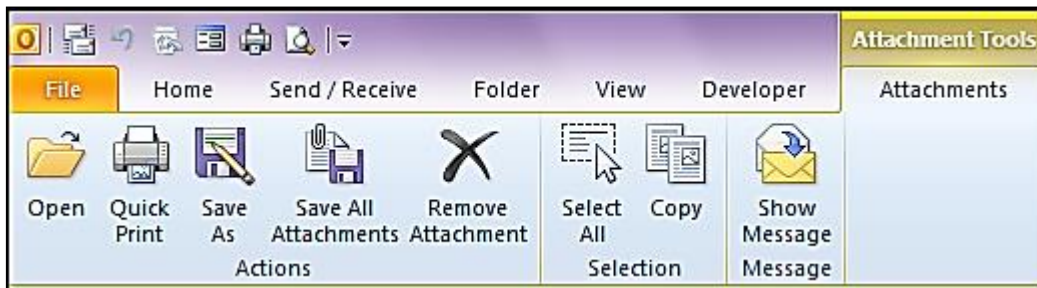 Attachment Tools
File Home Send / Receive Folder View Developer Attachments
Open Quick Print Save As Save All Attachments Remove Attachment Select All Copy Show Message
Actions Selection Message